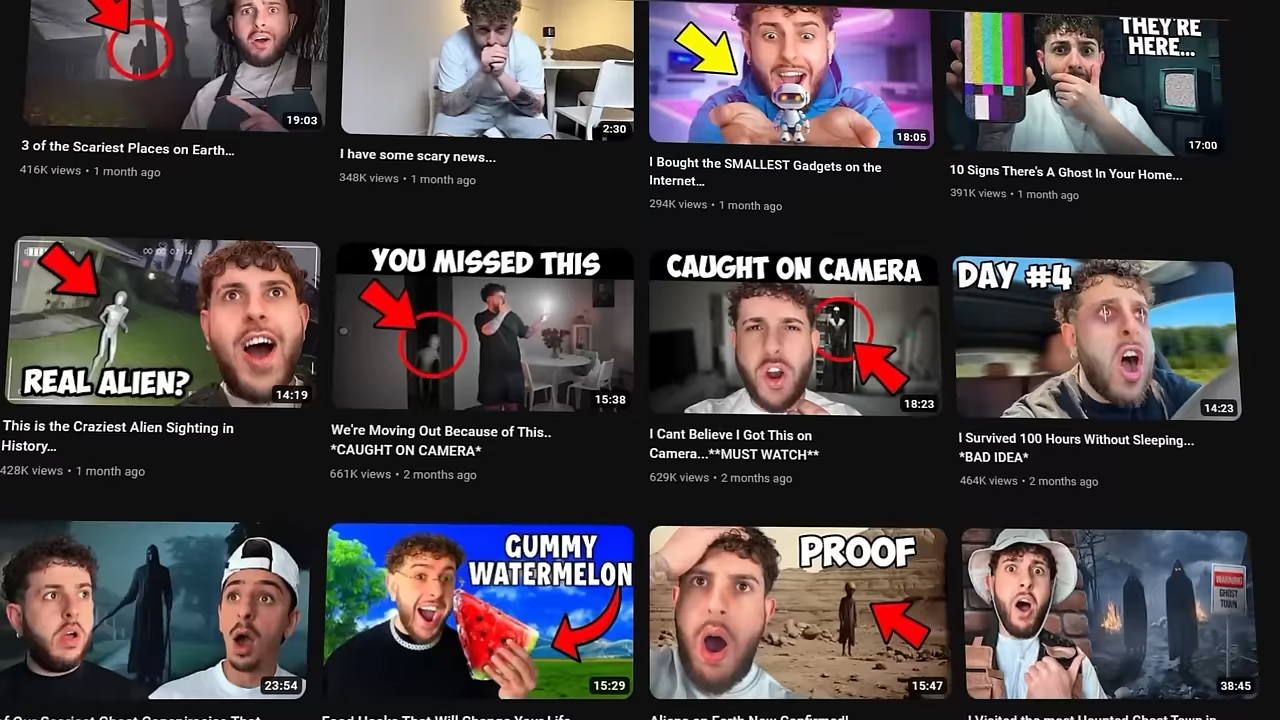 19:03
2:30
18:05
THEY'RE
HERE...
17:00
3 of the Scariest Places on Earth…
416K views • 1 month ago
I have some scary news...
348K views • 1 month ago
I Bought the SMALLEST Gadgets on the
Internet…
294K views • 1 month ago
10 Signs There's A Ghost In Your Home...
391K views • 1 month ago
REAL ALIEN?
14:19
YOU MISSED THIS
15:38
CAUGHT ON CAMERA
18:23
DAY #4
14:23
This is the Craziest Alien Sighting in
History…
428K views • 1 month ago
We're Moving Out Because of This..
*CAUGHT ON CAMERA*
661K views • 2 months ago
I Cant Believe I Got This on
Camera...**MUST WATCH**
629K views • 2 months ago
I Survived 100 Hours Without Sleeping...
*BAD IDEA*
464K views • 2 months ago
23:54
GUMMY
WATERMELON
15:29
PROOF
15:47
WARNING
GHOST
TOWN
38:45